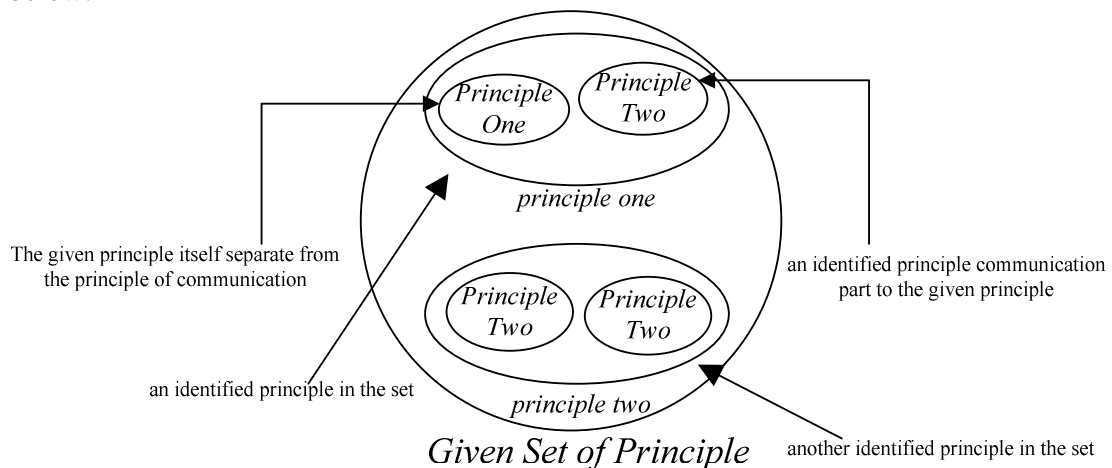 Principle
One
Principle
Two
principle one
The given principle itself separate from
the principle of communication
an identified principle communication
part to the given principle
Principle
Two
Principle
Two
an identified principle in the set
principle two
Given Set of Principle
another identified principle in the set